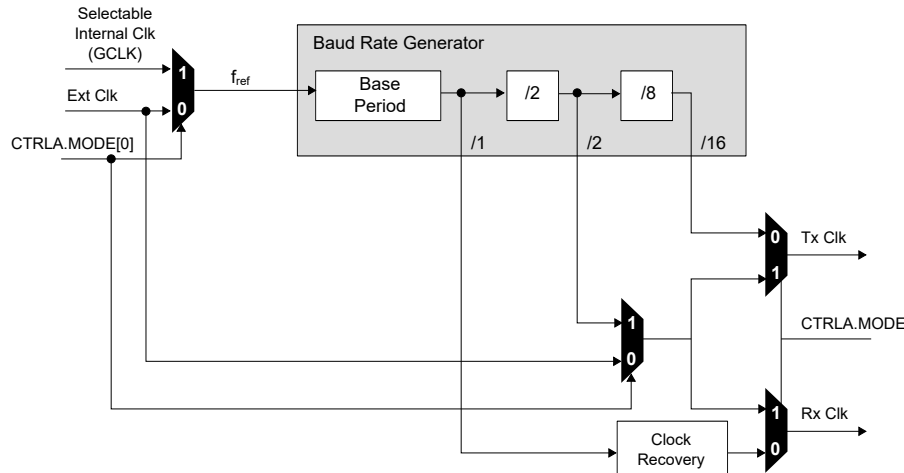 Selectable
Internal Clk
(GCLK)
Baud Rate Generator
1
f_ref
Base
Period
/2
/8
Ext Clk
0
CTRLA.MODE[0]
/1
/2
/16
0
Tx Clk
1
1
CTRLA.MODE
0
1
Rx Clk
Clock
Recovery
0